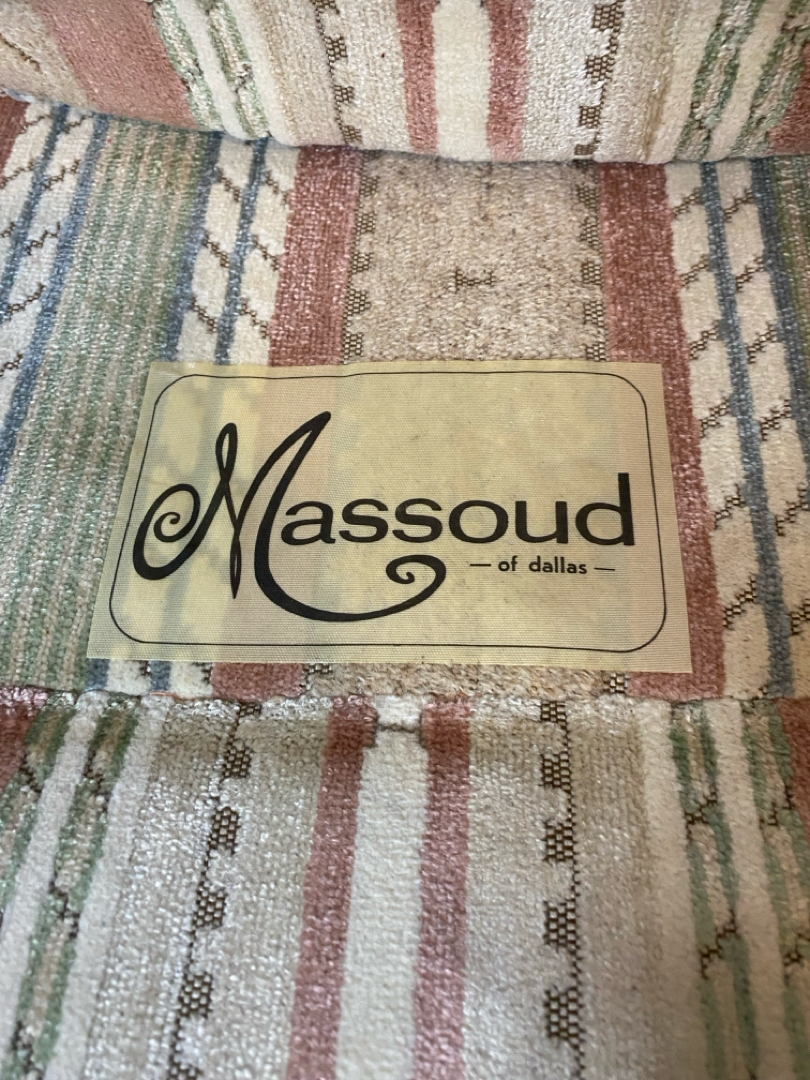 Massoud
— of dallas —